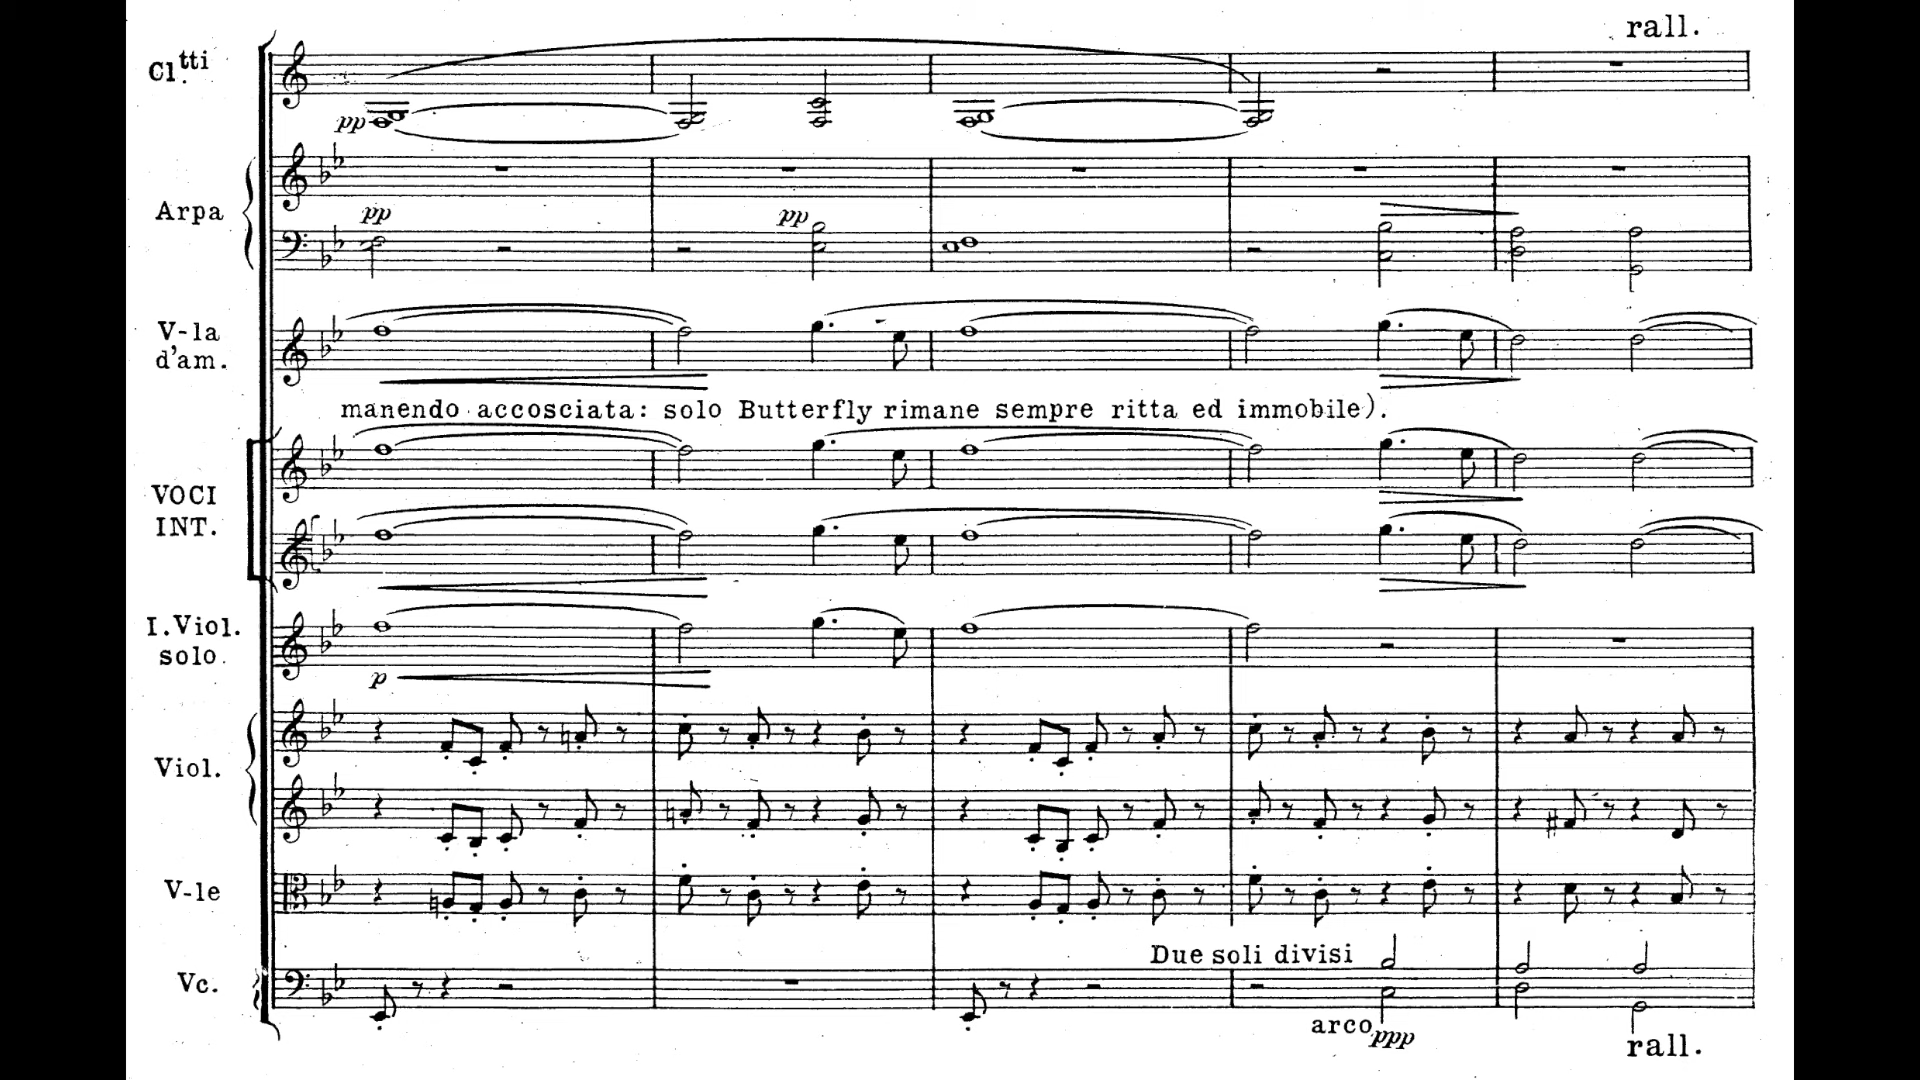 rall.
Cl.tti
pp
Arpa
pp
pp
V-la
d'am.
manendo accosciata: solo Butterfly rimane sempre ritta ed immobile).
VOCI
INT.
I. Viol.
solo
p
Viol.
V-le
Due soli divisi
Vc.
arco
ppp
rall.